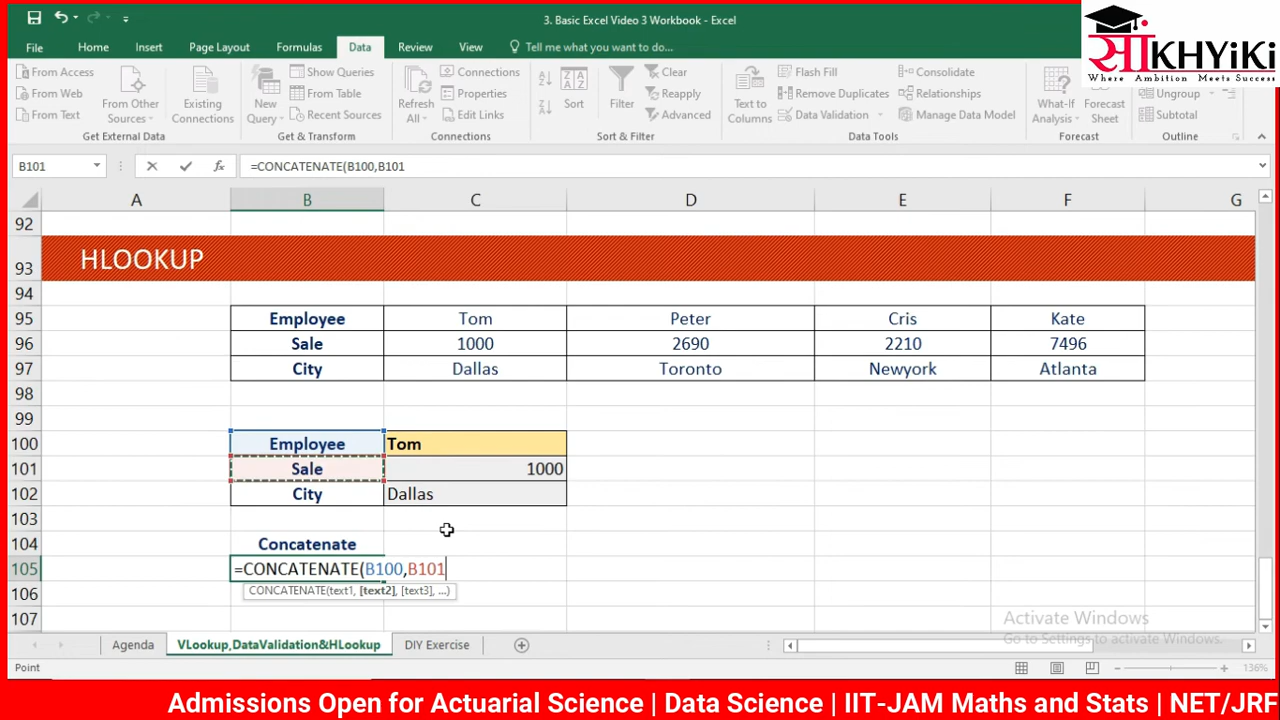 3. Basic Excel Video 3 Workbook - Excel
साKHYiKi
Where Ambition Meets Success
File Home Insert Page Layout Formulas Data Review View Tell me what you want to do...
From Access
From Web
From Text
From Other Sources
Existing Connections
Get External Data
New Query
Show Queries
From Table
Recent Sources
Get & Transform
Refresh All
Connections
Properties
Edit Links
Connections
Sort
Filter
Clear
Reapply
Advanced
Sort & Filter
Text to Columns
Flash Fill
Remove Duplicates
Data Validation
Consolidate
Relationships
Manage Data Model
Data Tools
What-If Analysis
Forecast Sheet
Forecast
Ungroup
Subtotal
Outline
B101 fx =CONCATENATE(B100,B101
A B C D E F G
92
93 HLOOKUP
94
95 Employee Tom Peter Cris Kate
96 Sale 1000 2690 2210 7496
97 City Dallas Toronto Newyork Atlanta
98
99
100 Employee Tom
101 Sale 1000
102 City Dallas
103
104 Concatenate
105 =CONCATENATE(B100,B101
106 CONCATENATE(text1, [text2], [text3], ...)
107
Activate Windows
Go to Settings to activate Windows.
Agenda VLookup,DataValidation&HLookup DIY Exercise
Point 136%
Admissions Open for Actuarial Science | Data Science | IIT-JAM Maths and Stats | NET/JRF